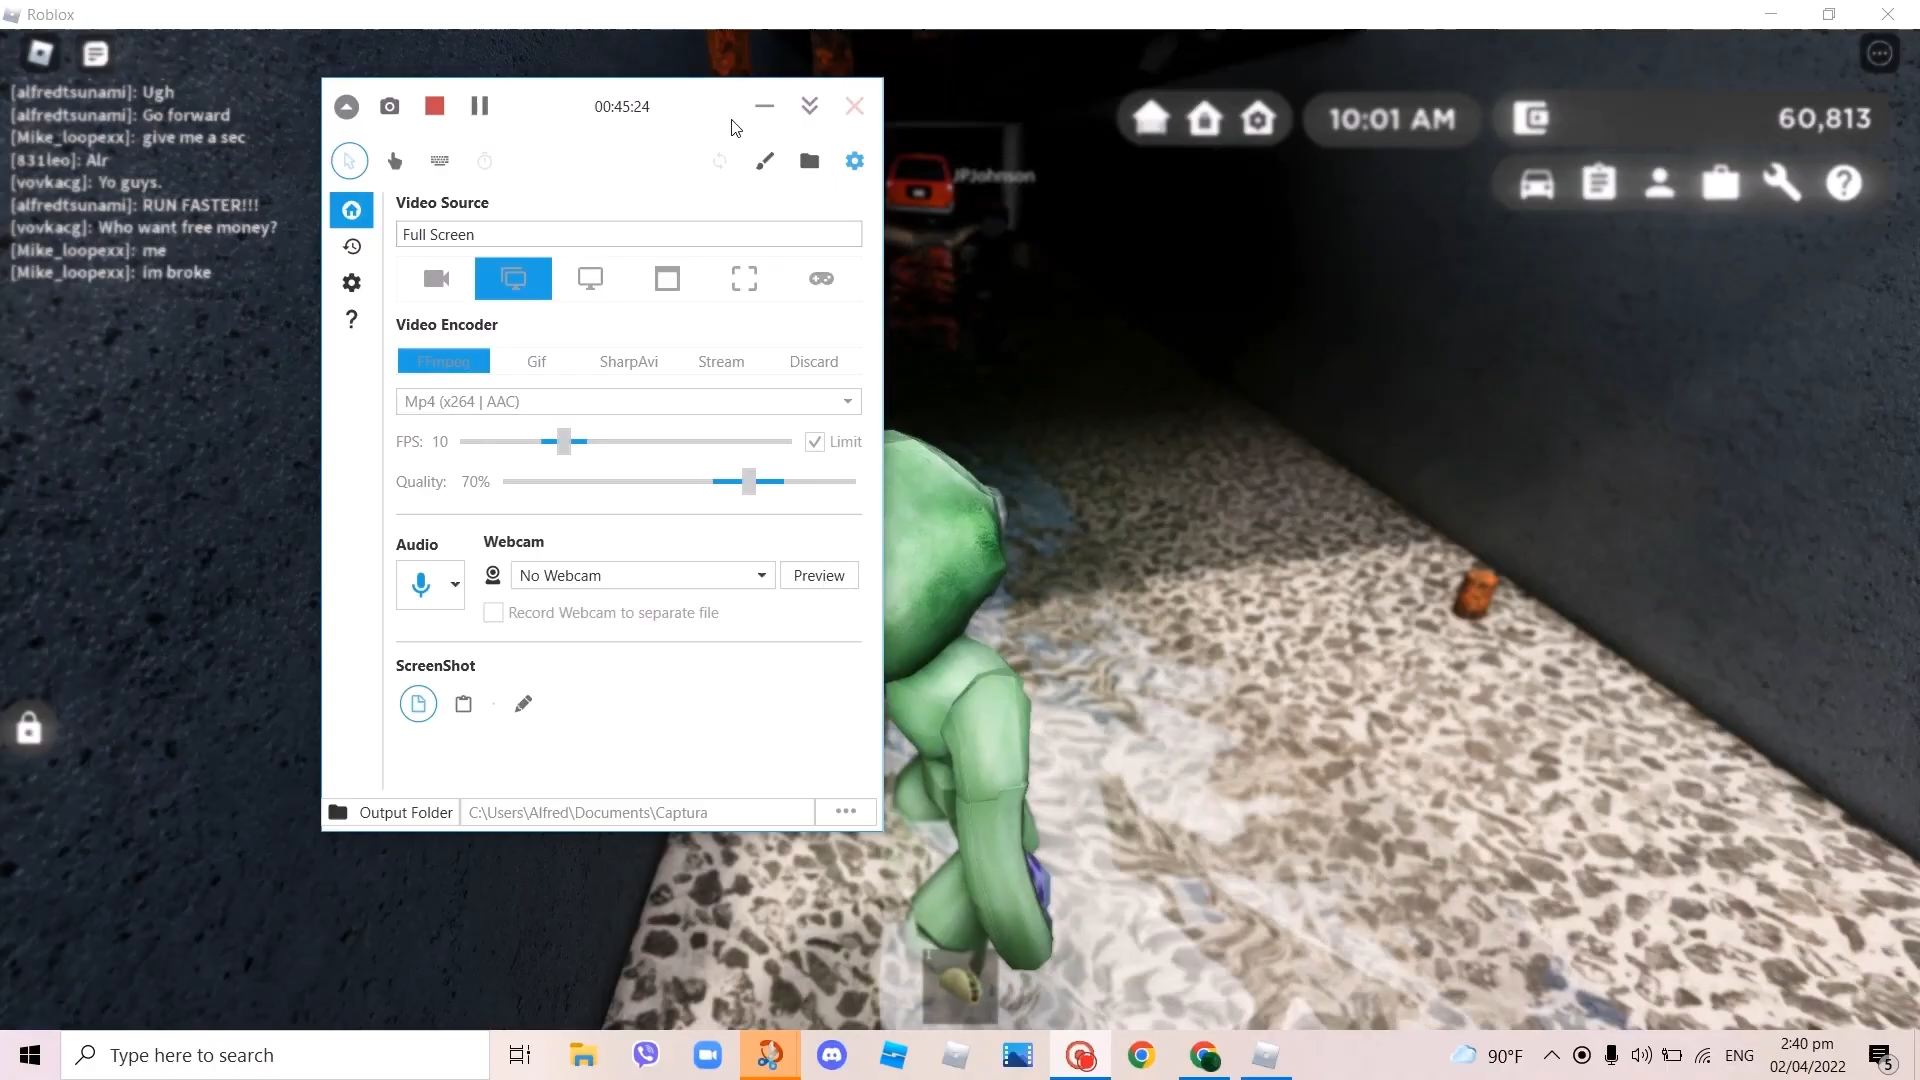 Roblox
[alfredtsunami]: Ugh
[alfredtsunami]: Go forward
[Mike_loopexx]: give me a sec
[831leo]: Alr
[vovkacg]: Yo guys.
[alfredtsunami]: RUN FASTER!!!
[vovkacg]: Who want free money?
[Mike_loopexx]: me
[Mike_loopexx]: im broke
00:45:24
Video Source
Full Screen
Video Encoder
FFmpeg Gif SharpAvi Stream Discard
Mp4 (x264 | AAC)
FPS: 10 Limit
Quality: 70%
Audio Webcam
No Webcam Preview
Record Webcam to separate file
ScreenShot
Output Folder C:\Users\Alfred\Documents\Captura
10:01 AM 60,813
JPJohnson
Type here to search
90°F ENG 2:40 pm
02/04/2022 5